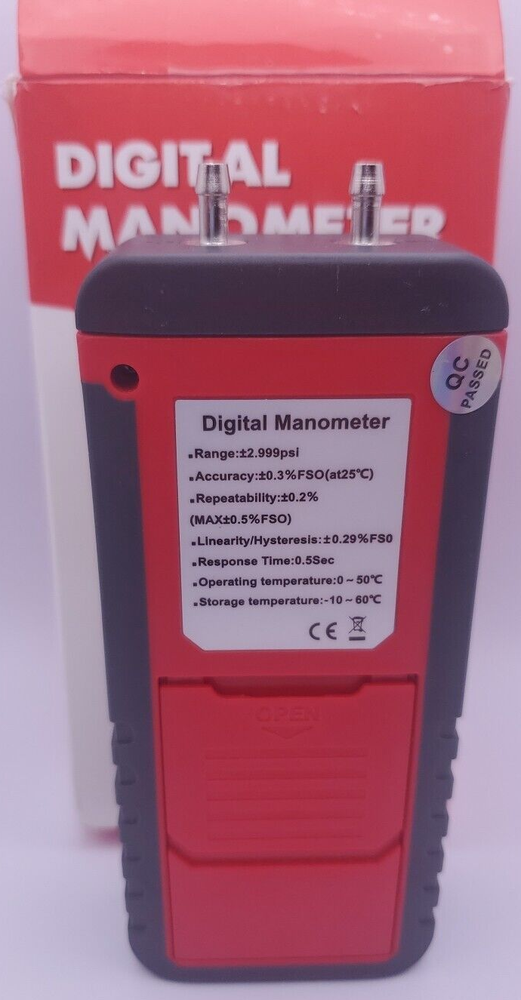 DIGITAL
MANOMETER
QC
PASSED
Digital Manometer
.Range:±2.999psi
.Accuracy:±0.3%FSO(at25℃)
.Repeatability:±0.2%
(MAX±0.5%FSO)
.Linearity/Hysteresis:±0.29%FS0
.Response Time:0.5Sec
.Operating temperature:0~50℃
.Storage temperature:-10~60℃
CE
OPEN